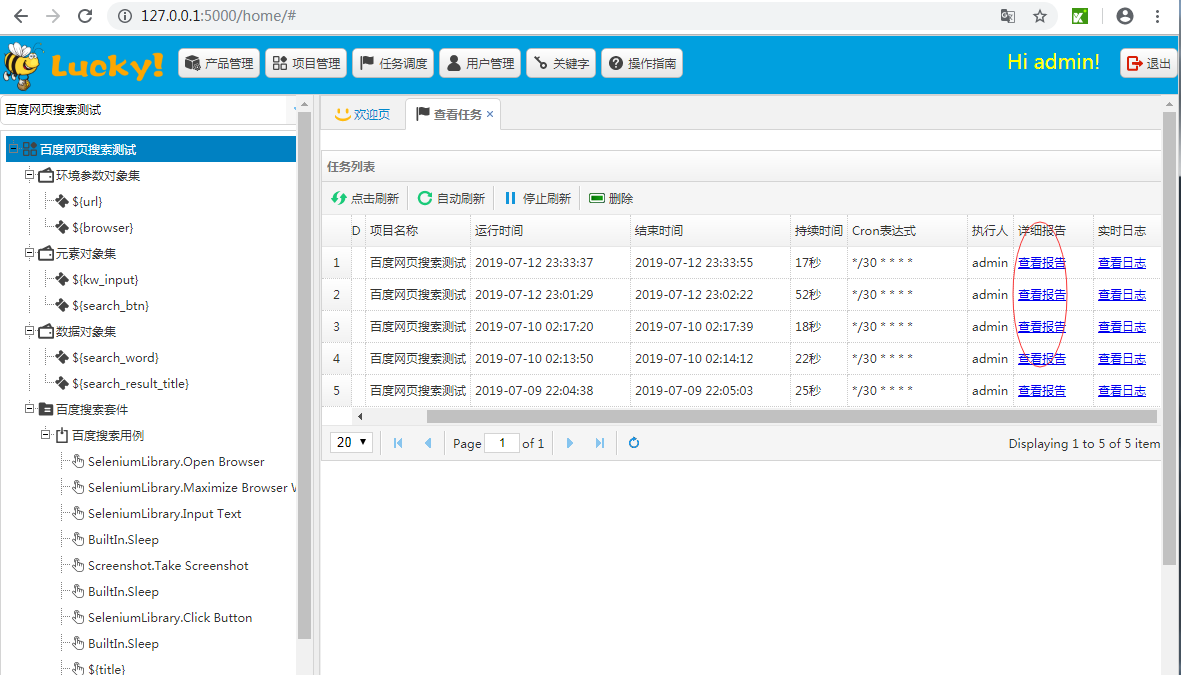 127.0.0.1:5000/home/#
Lucky! 产品管理 项目管理 任务调度 用户管理 关键字 操作指南 Hi admin! 退出
百度网页搜索测试
百度网页搜索测试
环境参数对象集
${url}
${browser}
元素对象集
${kw_input}
${search_btn}
数据对象集
${search_word}
${search_result_title}
百度搜索套件
百度搜索用例
SeleniumLibrary.Open Browser
SeleniumLibrary.Maximize Browser W
SeleniumLibrary.Input Text
BuiltIn.Sleep
Screenshot.Take Screenshot
BuiltIn.Sleep
SeleniumLibrary.Click Button
BuiltIn.Sleep
${title}
欢迎页 查看任务 ×
任务列表
点击刷新 自动刷新 停止刷新 删除
D 项目名称 运行时间 结束时间 持续时间 Cron表达式 执行人 详细报告 实时日志
1 百度网页搜索测试 2019-07-12 23:33:37 2019-07-12 23:33:55 17秒 */30 * * * * admin 查看报告 查看日志
2 百度网页搜索测试 2019-07-12 23:01:29 2019-07-12 23:02:22 52秒 */30 * * * * admin 查看报告 查看日志
3 百度网页搜索测试 2019-07-10 02:17:20 2019-07-10 02:17:39 18秒 */30 * * * * admin 查看报告 查看日志
4 百度网页搜索测试 2019-07-10 02:13:50 2019-07-10 02:14:12 22秒 */30 * * * * admin 查看报告 查看日志
5 百度网页搜索测试 2019-07-09 22:04:38 2019-07-09 22:05:03 25秒 */30 * * * * admin 查看报告 查看日志
20 Page 1 of 1 Displaying 1 to 5 of 5 item